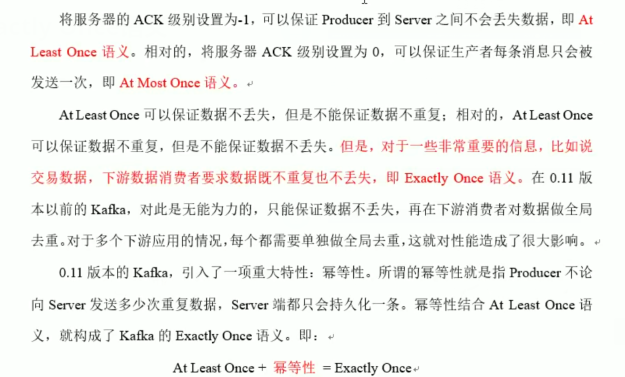 将服务器的 ACK 级别设置为-1，可以保证 Producer 到 Server 之间不会丢失数据，即 At
Least Once 语义。相对的，将服务器 ACK 级别设置为 0，可以保证生产者每条消息只会被
发送一次，即 At Most Once 语义。
At Least Once 可以保证数据不丢失，但是不能保证数据不重复；相对的，At Least Once
可以保证数据不重复，但是不能保证数据不丢失。但是，对于一些非常重要的信息，比如说
交易数据，下游数据消费者要求数据既不重复也不丢失，即 Exactly Once 语义。在 0.11 版
本以前的 Kafka，对此是无能为力的，只能保证数据不丢失，再在下游消费者对数据做全局
去重。对于多个下游应用的情况，每个都需要单独做全局去重，这就对性能造成了很大影响。
0.11 版本的 Kafka，引入了一项重大特性：幂等性。所谓的幂等性就是指 Producer 不论
向 Server 发送多少次重复数据，Server 端都只会持久化一条。幂等性结合 At Least Once 语
义，就构成了 Kafka 的 Exactly Once 语义。即：
At Least Once + 幂等性 = Exactly Once